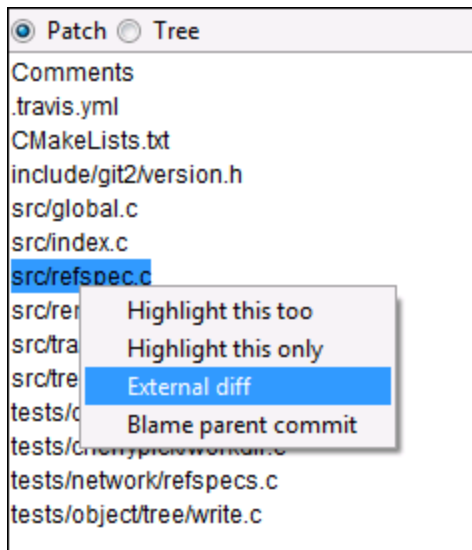 Patch Tree
Comments
.travis.yml
CMakeLists.txt
include/git2/version.h
src/global.c
src/index.c
src/refspec.c
Highlight this too
Highlight this only
External diff
Blame parent commit
tests/network/refspecs.c
tests/object/tree/write.c